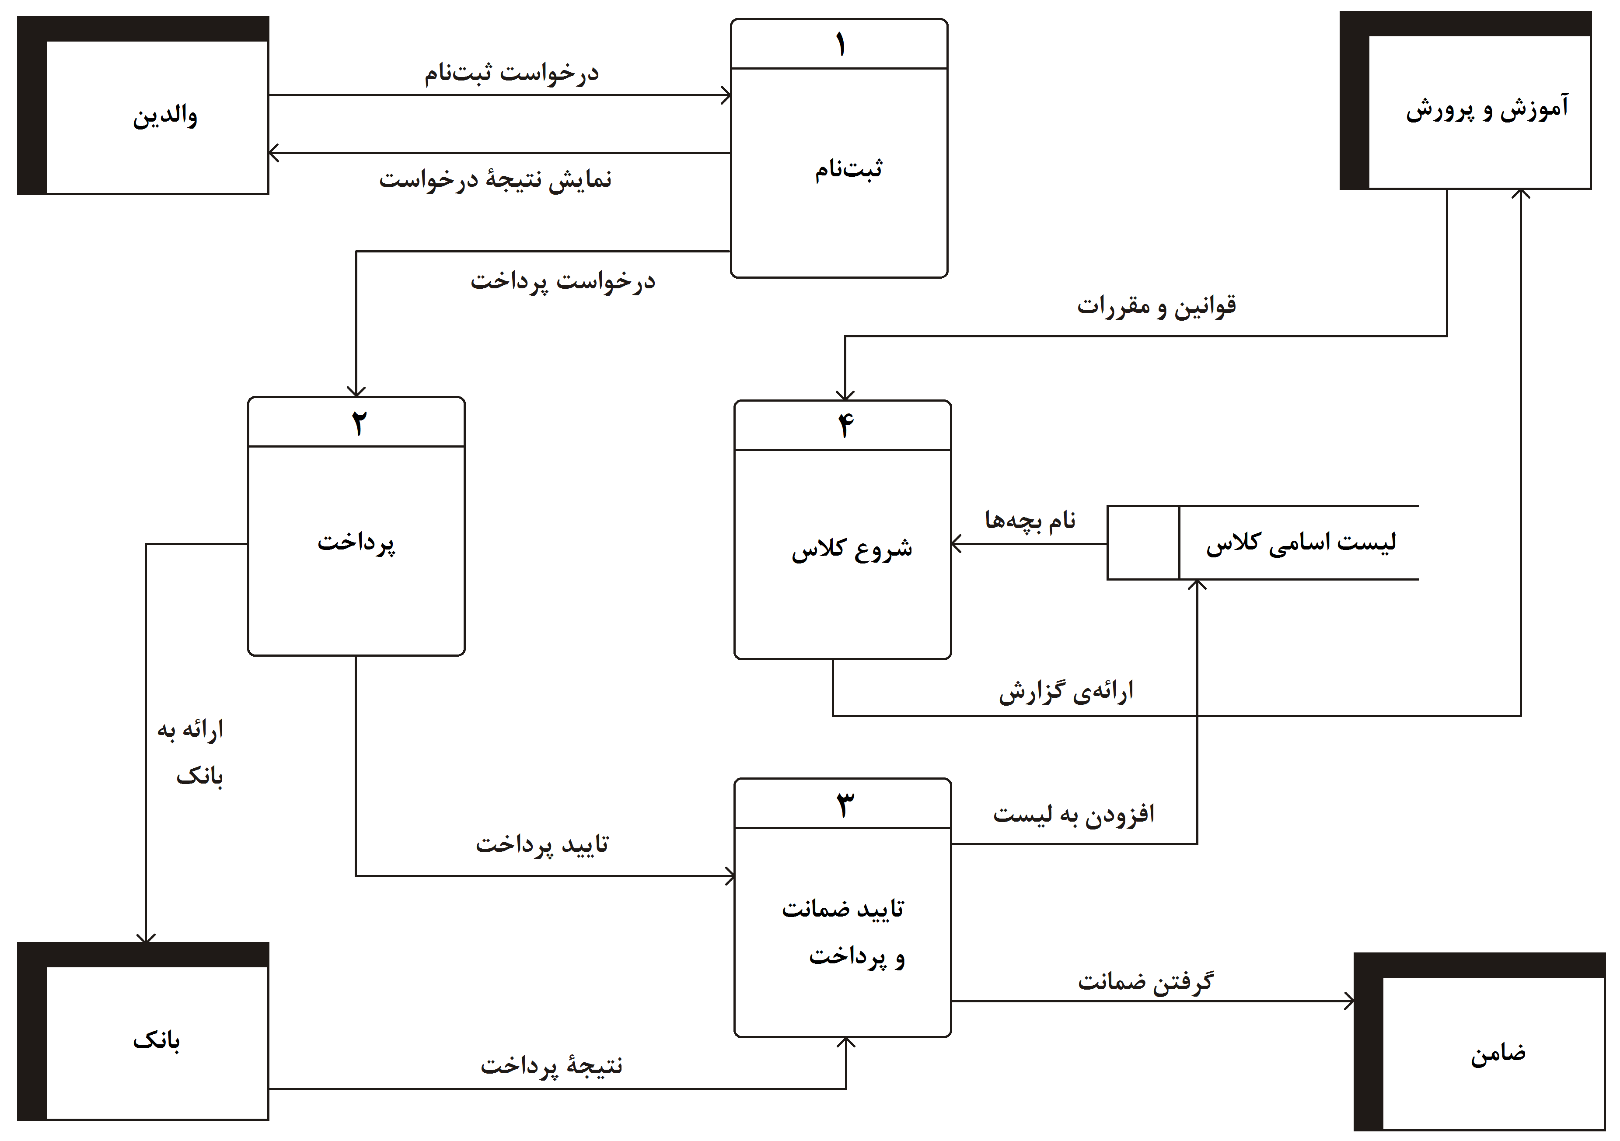 ۱
آموزش و پرورش
درخواست ثبت‌نام
والدین
ثبت‌نام
نمایش نتیجهٔ درخواست
درخواست پرداخت
قوانین و مقررات
۲
۴
نام بچه‌ها
لیست اسامی کلاس
شروع کلاس
پرداخت
ارائه‌ی گزارش
ارائه به
بانک
۳
افزودن به لیست
تایید پرداخت
تایید ضمانت
و پرداخت
گرفتن ضمانت
بانک
ضامن
نتیجهٔ پرداخت